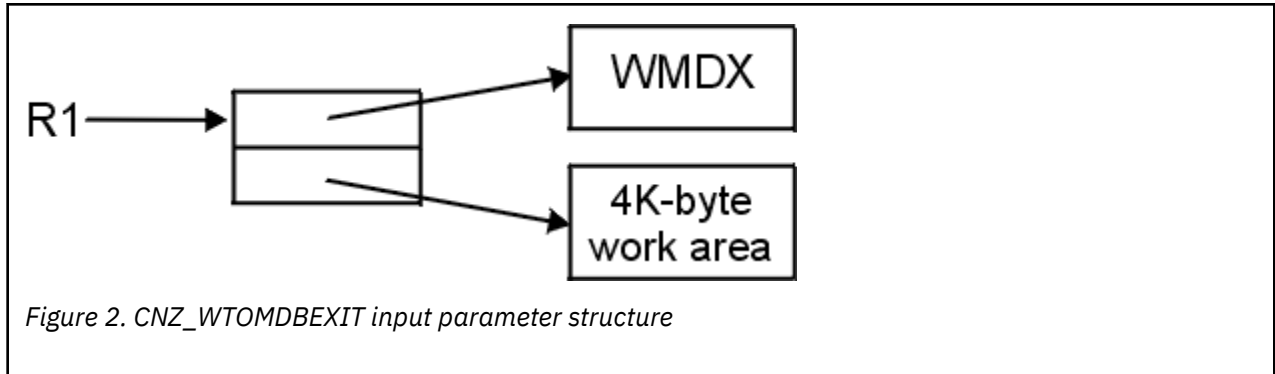 WMDX
R1
4K-byte
work area
Figure 2. CNZ_WTOMDBEXIT input parameter structure